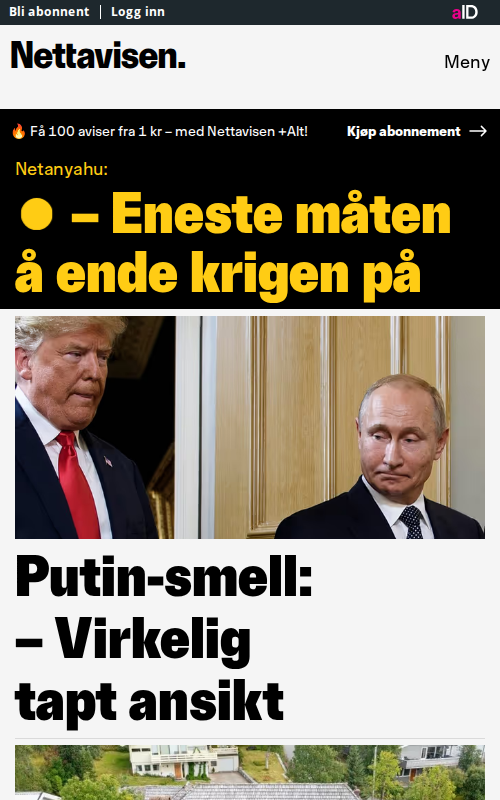 Bli abonnent | Logg inn
aID
Nettavisen.
Meny
🔥 Få 100 aviser fra 1 kr – med Nettavisen +Alt!
Kjøp abonnement →
Netanyahu:
● – Eneste måten
å ende krigen på
Putin-smell:
– Virkelig
tapt ansikt